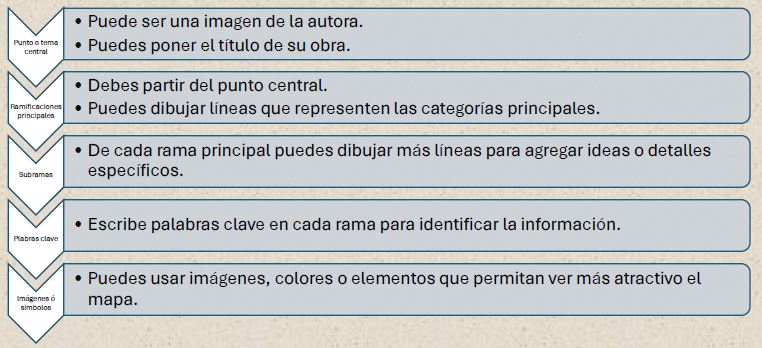 Punto o tema
central
• Puede ser una imagen de la autora.
• Puedes poner el título de su obra.
Ramificaciones
principales
• Debes partir del punto central.
• Puedes dibujar líneas que representen las categorías principales.
Subramas
• De cada rama principal puedes dibujar más líneas para agregar ideas o detalles
específicos.
Plabras clave
• Escribe palabras clave en cada rama para identificar la información.
Imágenes ó
símbolos
• Puedes usar imágenes, colores o elementos que permitan ver más atractivo el
mapa.